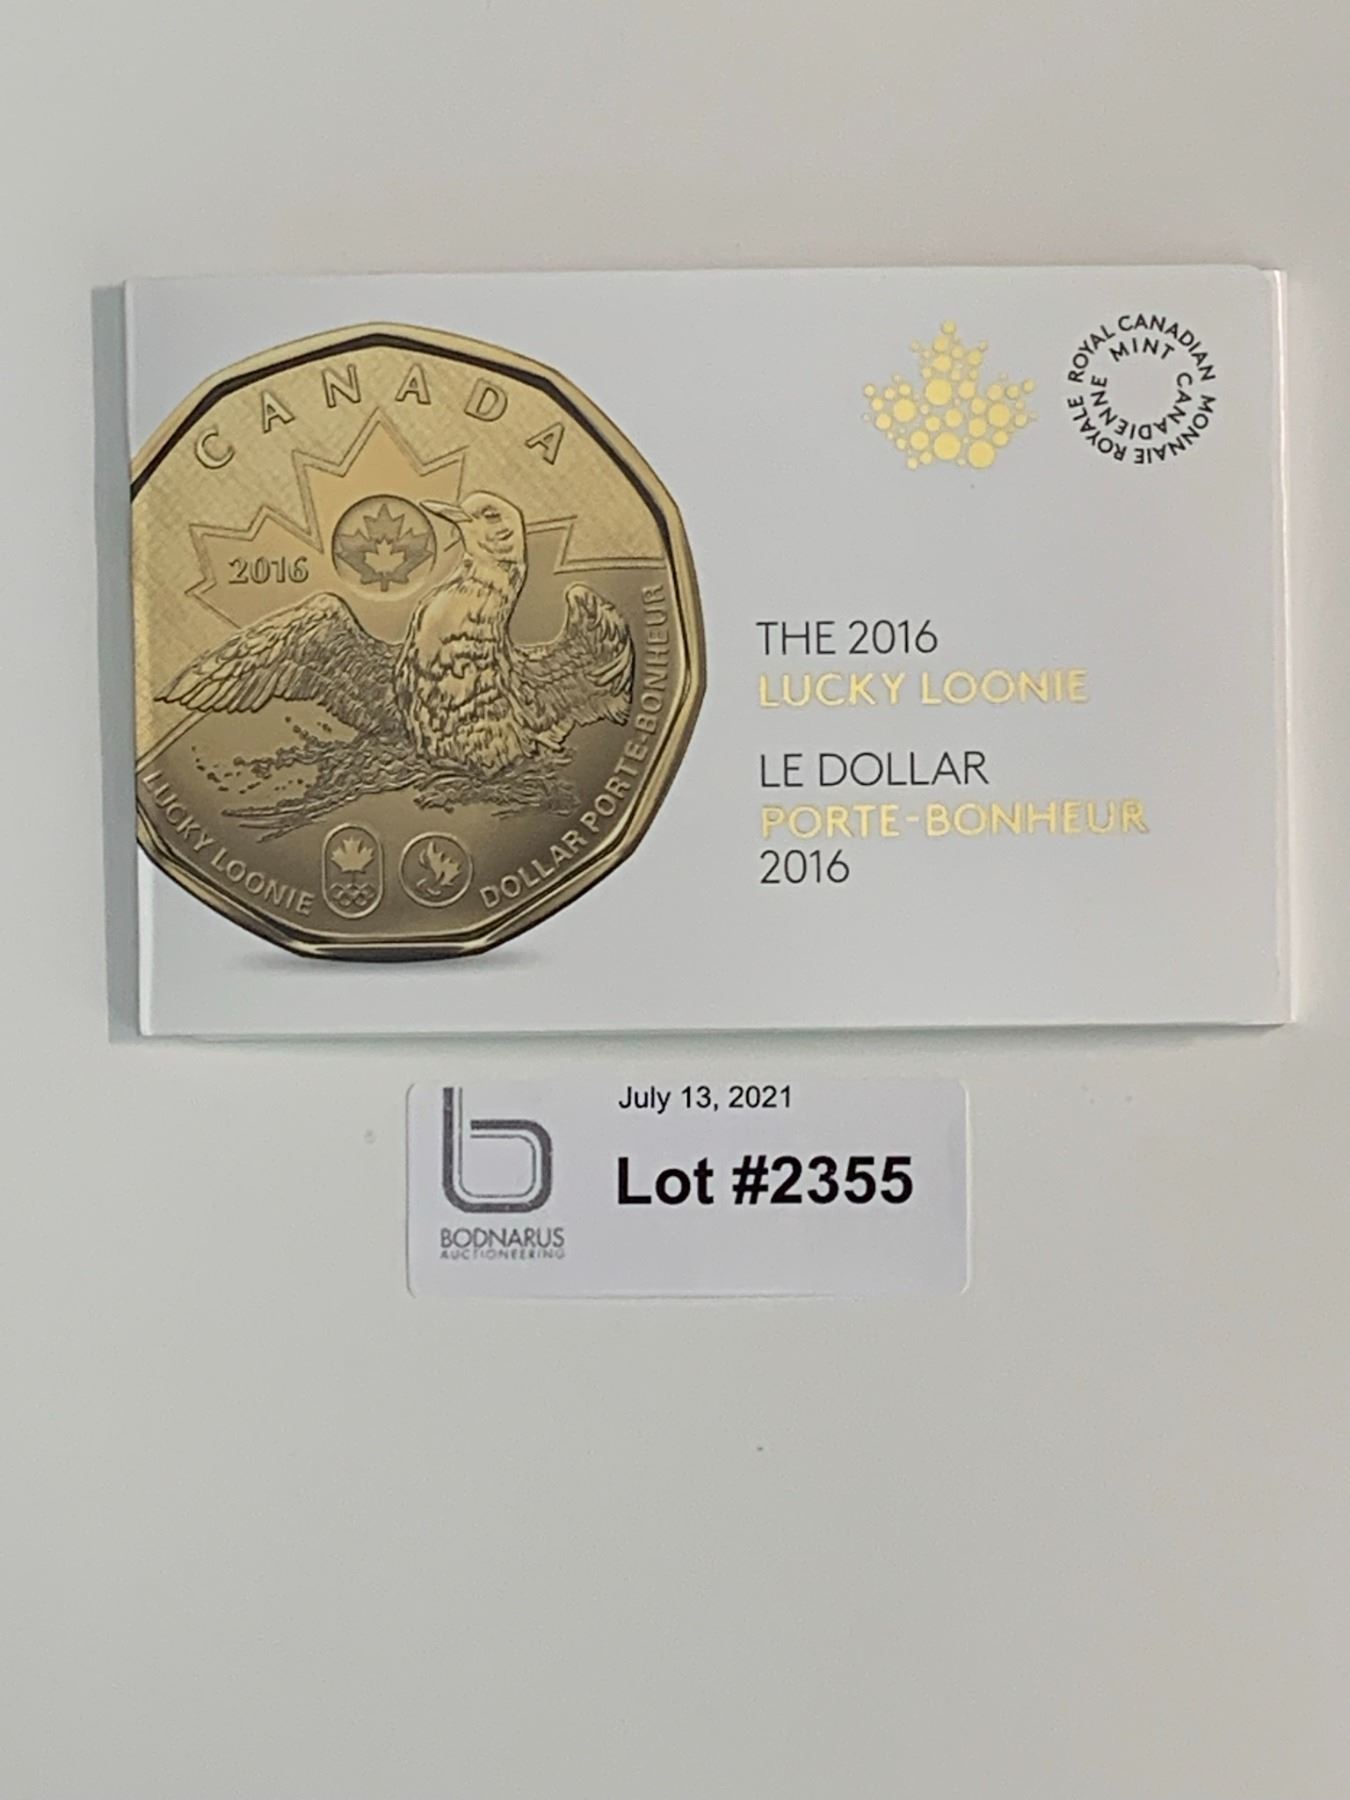 CANADA
2016
LUCKY LOONIE
DOLLAR PORTE-BONHEUR
ROYAL CANADIAN MINT
MONNAIE ROYALE CANADIENNE
THE 2016
LUCKY LOONIE
LE DOLLAR
PORTE-BONHEUR
2016
July 13, 2021
Lot #2355
BODNARUS
AUCTIONEERING